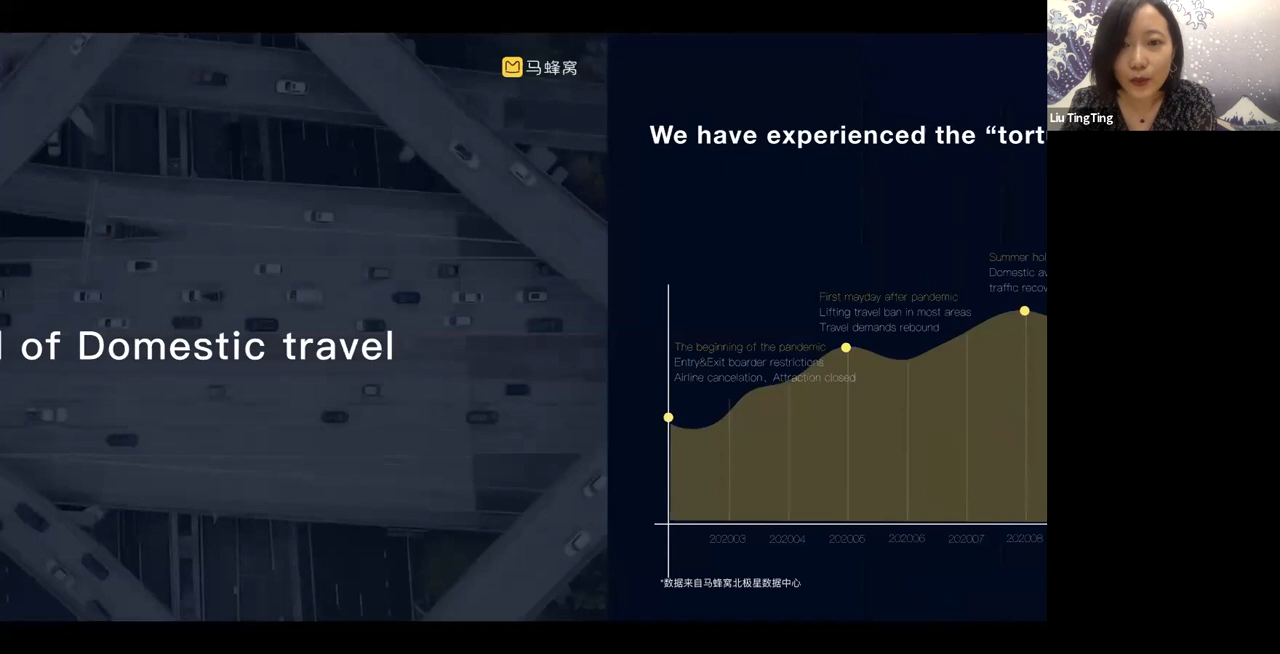 马蜂窝
l of Domestic travel
We have experienced the “tort
Liu TingTing
Summer hol
Domestic av
traffic recov
First mayday after pandemic
Lifting travel ban in most areas
Travel demands rebound
The beginning of the pandemic
Entry&Exit boarder restrictions
Airline cancelation、Attraction closed
202003 202004 202005 202006 202007 202008
*数据来自马蜂窝北极星数据中心